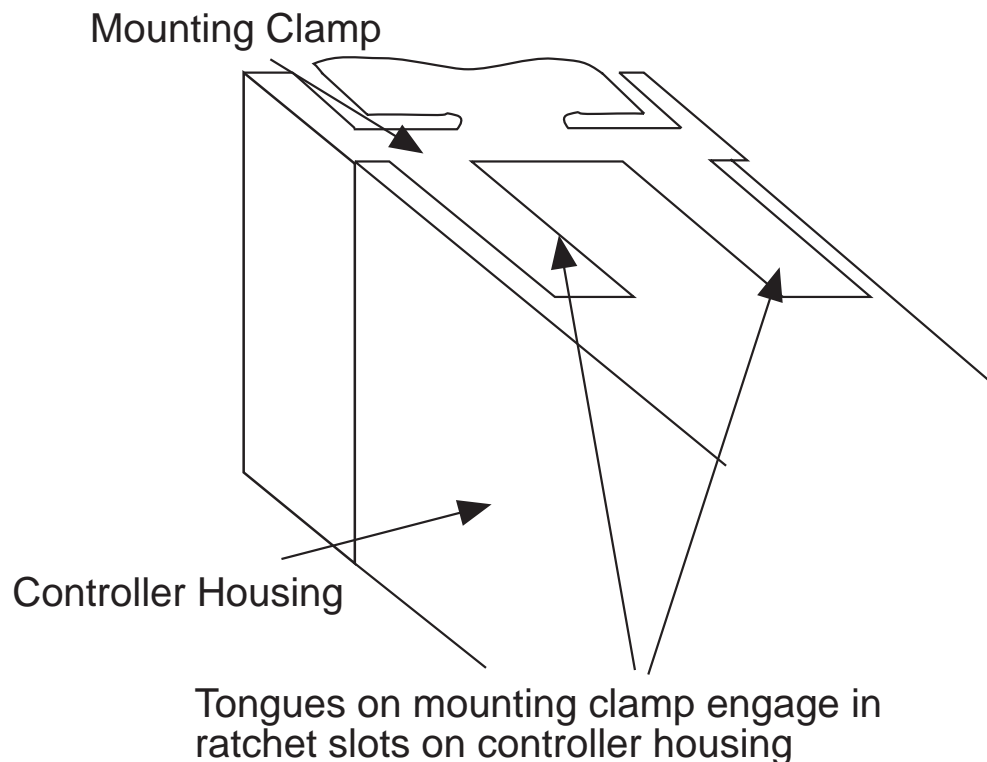 Mounting Clamp
Controller Housing
Tongues on mounting clamp engage in
ratchet slots on controller housing